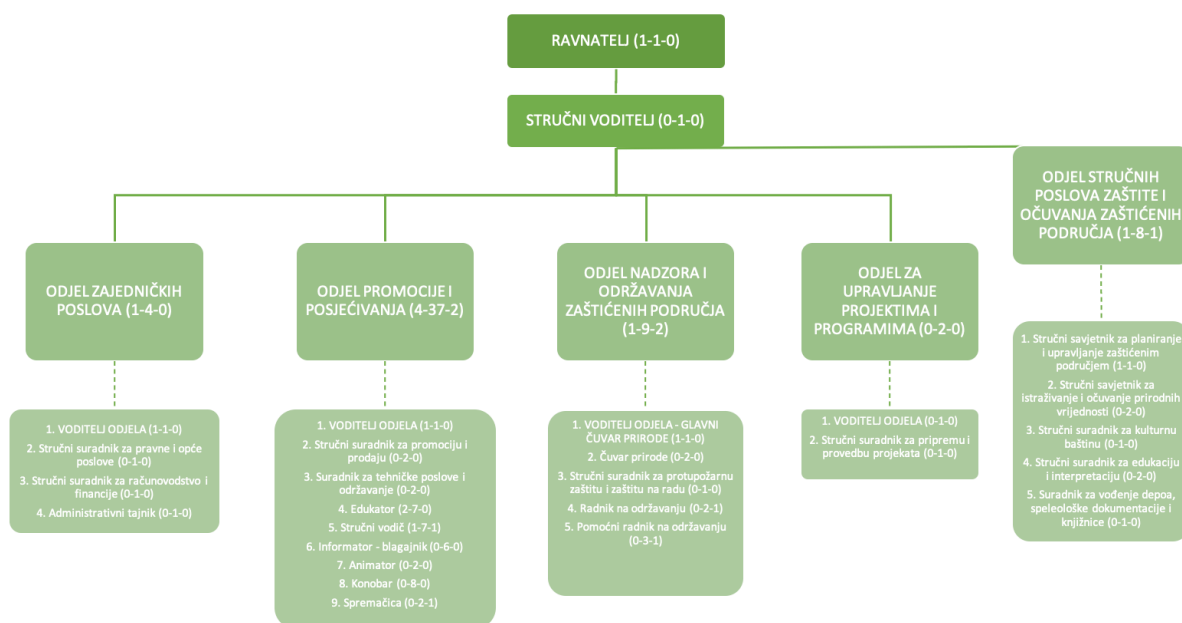 RAVNATELJ (1-1-0)
STRUČNI VODITELJ (0-1-0)
ODJEL ZAJEDNIČKIH
POSLOVA (1-4-0)
1. VODITELJ ODJELA (1-1-0)
2. Stručni suradnik za pravne i opće
poslove (0-1-0)
3. Stručni suradnik za računovodstvo i
financije (0-1-0)
4. Administrativni tajnik (0-1-0)
ODJEL PROMOCIJE I
POSJEĆIVANJA (4-37-2)
1. VODITELJ ODJELA (1-1-0)
2. Stručni suradnik za promociju i
prodaju (0-2-0)
3. Suradnik za tehničke poslove i
održavanje (0-2-0)
4. Edukator (2-7-0)
5. Stručni vodič (1-7-1)
6. Informator - blagajnik (0-6-0)
7. Animator (0-2-0)
8. Konobar (0-8-0)
9. Spremačica (0-2-1)
ODJEL NADZORA I
ODRŽAVANJA
ZAŠTIĆENIH PODRUČJA
(1-9-2)
1. VODITELJ ODJELA - GLAVNI
ČUVAR PRIRODE (1-1-0)
2. Čuvar prirode (0-2-0)
3. Stručni suradnik za protupožarnu
zaštitu i zaštitu na radu (0-1-0)
4. Radnik na održavanju (0-2-1)
5. Pomoćni radnik na održavanju
(0-3-1)
ODJEL ZA
UPRAVLJANJE
PROJEKTIMA I
PROGRAMIMA (0-2-0)
1. VODITELJ ODJELA (0-1-0)
2. Stručni suradnik za pripremu i
provedbu projekata (0-1-0)
ODJEL STRUČNIH
POSLOVA ZAŠTITE I
OČUVANJA ZAŠTIĆENIH
PODRUČJA (1-8-1)
1. Stručni savjetnik za planiranje
i upravljanje zaštićenim
područjem (1-1-0)
2. Stručni savjetnik za
istraživanje i očuvanje prirodnih
vrijednosti (0-2-0)
3. Stručni suradnik za kulturnu
baštinu (0-1-0)
4. Stručni suradnik za edukaciju
i interpretaciju (0-2-0)
5. Suradnik za vođenje depoa,
speleološke dokumentacije i
knjižnice (0-1-0)